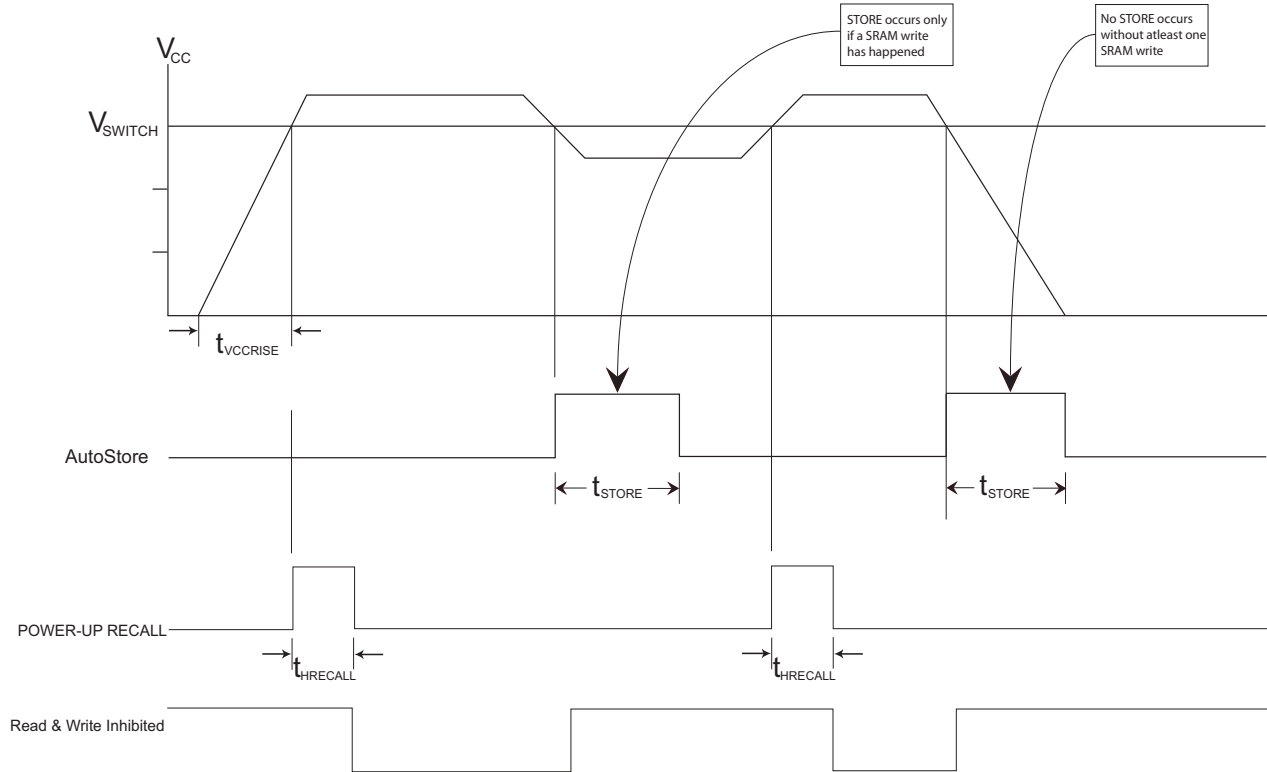 STORE occurs only
if a SRAM write
has happened
No STORE occurs
without atleast one
SRAM write
VCC
VSWITCH
tVCCRISE
AutoStore
tSTORE
tSTORE
POWER-UP RECALL
tHRECALL
tHRECALL
Read & Write Inhibited